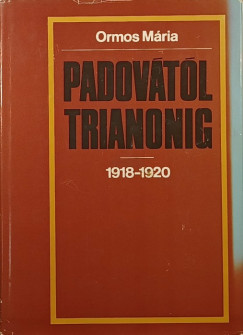 Ormos Mária
PADOVÁTÓL
TRIANONIG
1918-1920